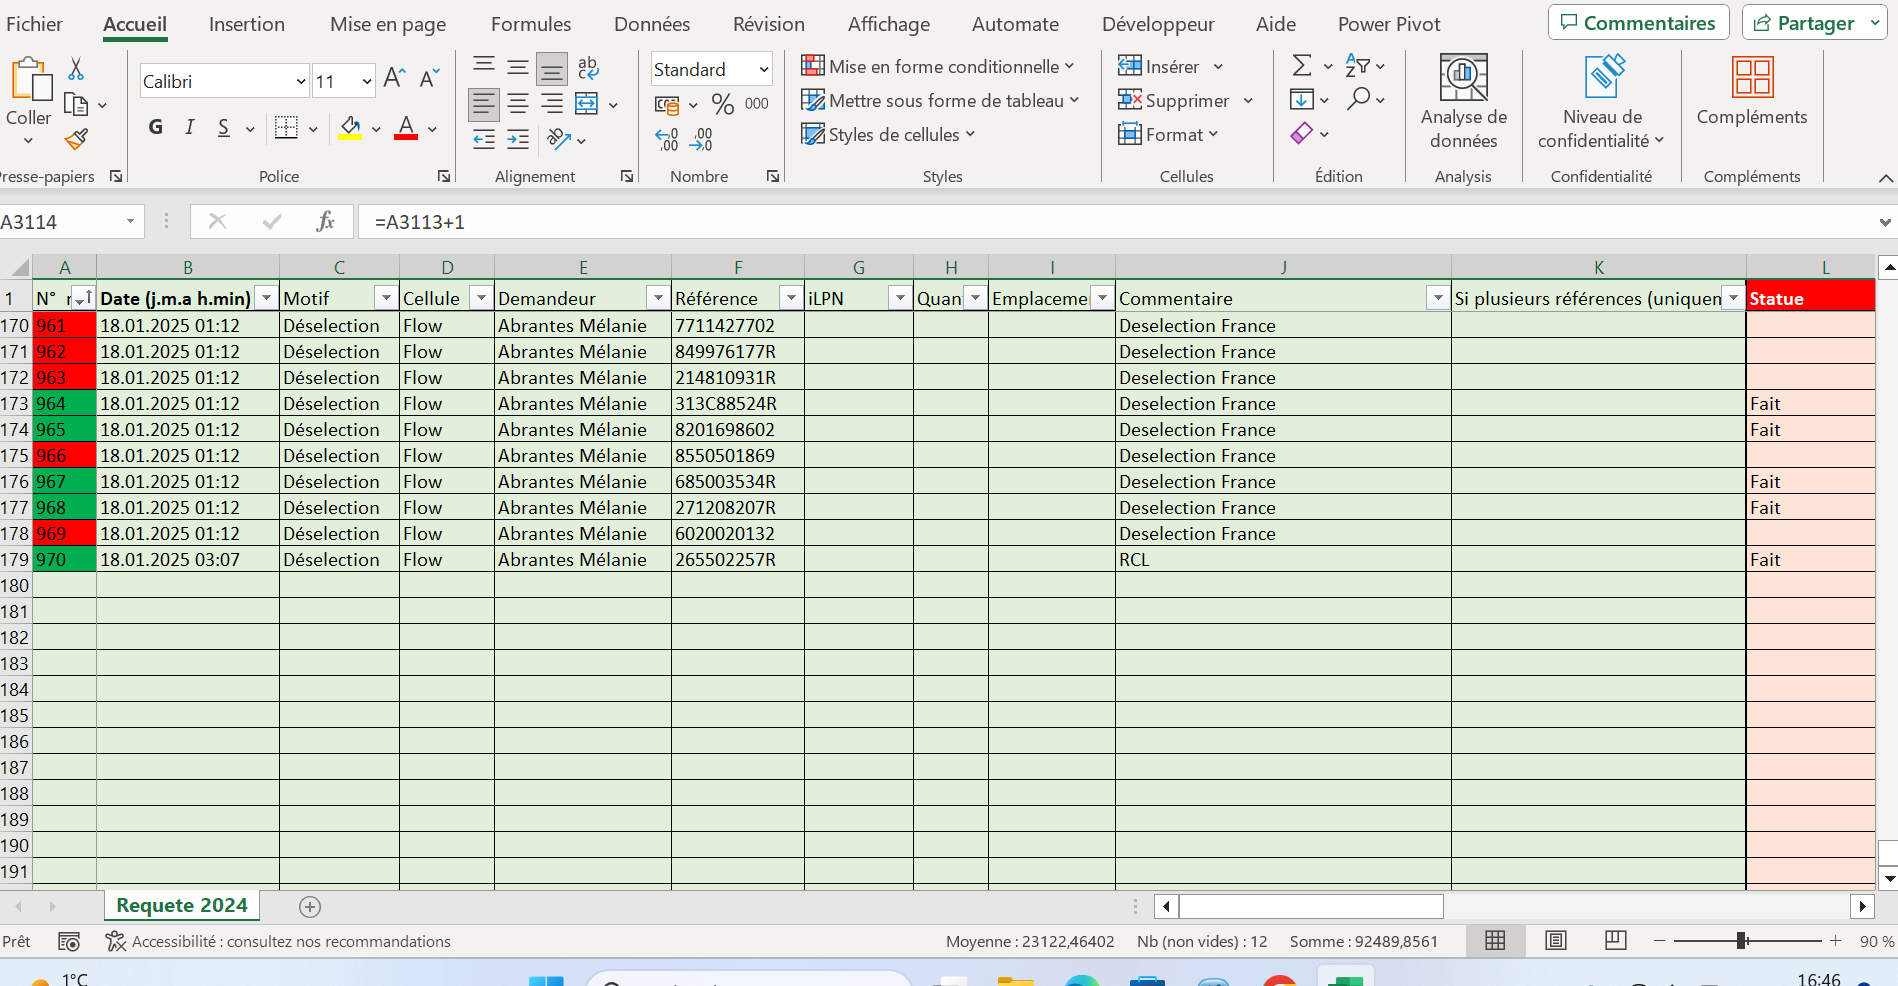 Fichier Accueil Insertion Mise en page Formules Données Révision Affichage Automate Développeur Aide Power Pivot Commentaires Partager
Coller
Presse-papiers
Calibri 11
G I S
Police
ab
c
Alignement
Standard
% 000
,00 ,00
Nombre
Mise en forme conditionnelle
Mettre sous forme de tableau
Styles de cellules
Styles
Insérer
Supprimer
Format
Cellules
Édition
Analyse de
données
Analysis
Niveau de
confidentialité
Confidentialité
Compléments
Compléments
A3114 fx =A3113+1
A B C D E F G H I J K L
1 N° Date (j.m.a h.min) Motif Cellule Demandeur Référence iLPN Quan Emplaceme Commentaire Si plusieurs références (uniquen Statue
170 961 18.01.2025 01:12 Déselection Flow Abrantes Mélanie 7711427702 Deselection France
171 962 18.01.2025 01:12 Déselection Flow Abrantes Mélanie 849976177R Deselection France
172 963 18.01.2025 01:12 Déselection Flow Abrantes Mélanie 214810931R Deselection France
173 964 18.01.2025 01:12 Déselection Flow Abrantes Mélanie 313C88524R Deselection France Fait
174 965 18.01.2025 01:12 Déselection Flow Abrantes Mélanie 8201698602 Deselection France Fait
175 966 18.01.2025 01:12 Déselection Flow Abrantes Mélanie 8550501869 Deselection France
176 967 18.01.2025 01:12 Déselection Flow Abrantes Mélanie 685003534R Deselection France Fait
177 968 18.01.2025 01:12 Déselection Flow Abrantes Mélanie 271208207R Deselection France Fait
178 969 18.01.2025 01:12 Déselection Flow Abrantes Mélanie 6020020132 Deselection France
179 970 18.01.2025 03:07 Déselection Flow Abrantes Mélanie 265502257R RCL Fait
180
181
182
183
184
185
186
187
188
189
190
191
Requete 2024
Prêt Accessibilité : consultez nos recommandations Moyenne : 23122,46402 Nb (non vides) : 12 Somme : 92489,8561 90 %
1°C 16:46